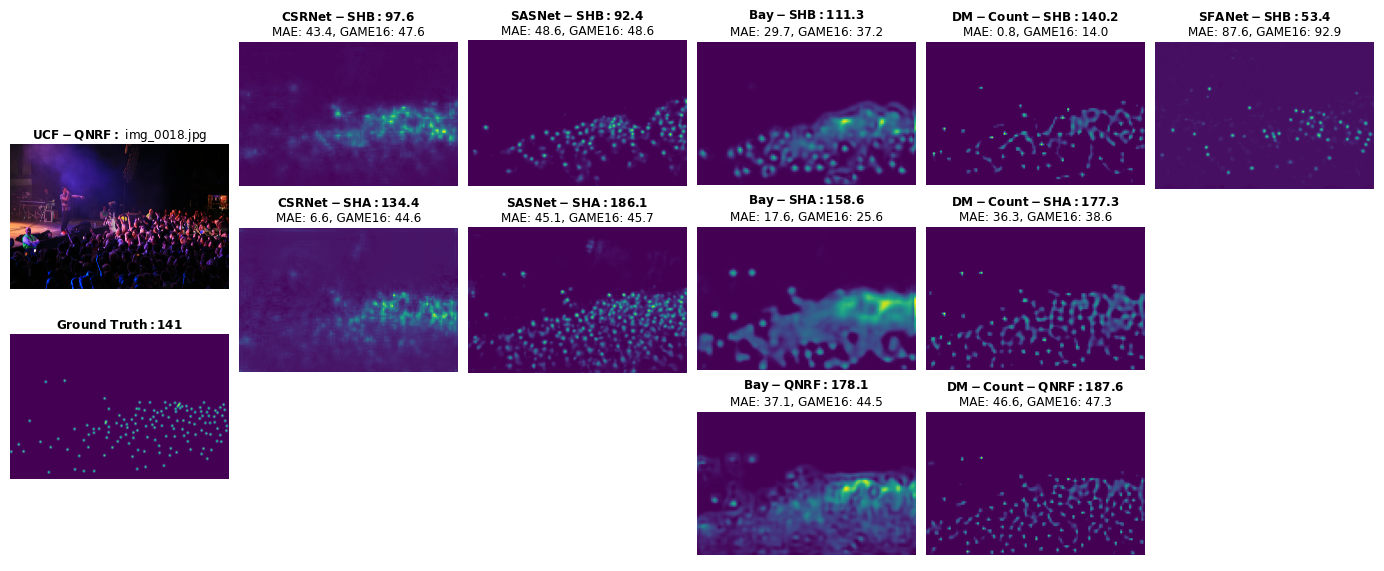 UCF − QNRF : img_0018.jpg
Ground Truth : 141
CSRNet − SHB : 97.6
MAE: 43.4, GAME16: 47.6
SASNet − SHB : 92.4
MAE: 48.6, GAME16: 48.6
Bay − SHB : 111.3
MAE: 29.7, GAME16: 37.2
DM − Count − SHB : 140.2
MAE: 0.8, GAME16: 14.0
SFANet − SHB : 53.4
MAE: 87.6, GAME16: 92.9
CSRNet − SHA : 134.4
MAE: 6.6, GAME16: 44.6
SASNet − SHA : 186.1
MAE: 45.1, GAME16: 45.7
Bay − SHA : 158.6
MAE: 17.6, GAME16: 25.6
DM − Count − SHA : 177.3
MAE: 36.3, GAME16: 38.6
Bay − QNRF : 178.1
MAE: 37.1, GAME16: 44.5
DM − Count − QNRF : 187.6
MAE: 46.6, GAME16: 47.3